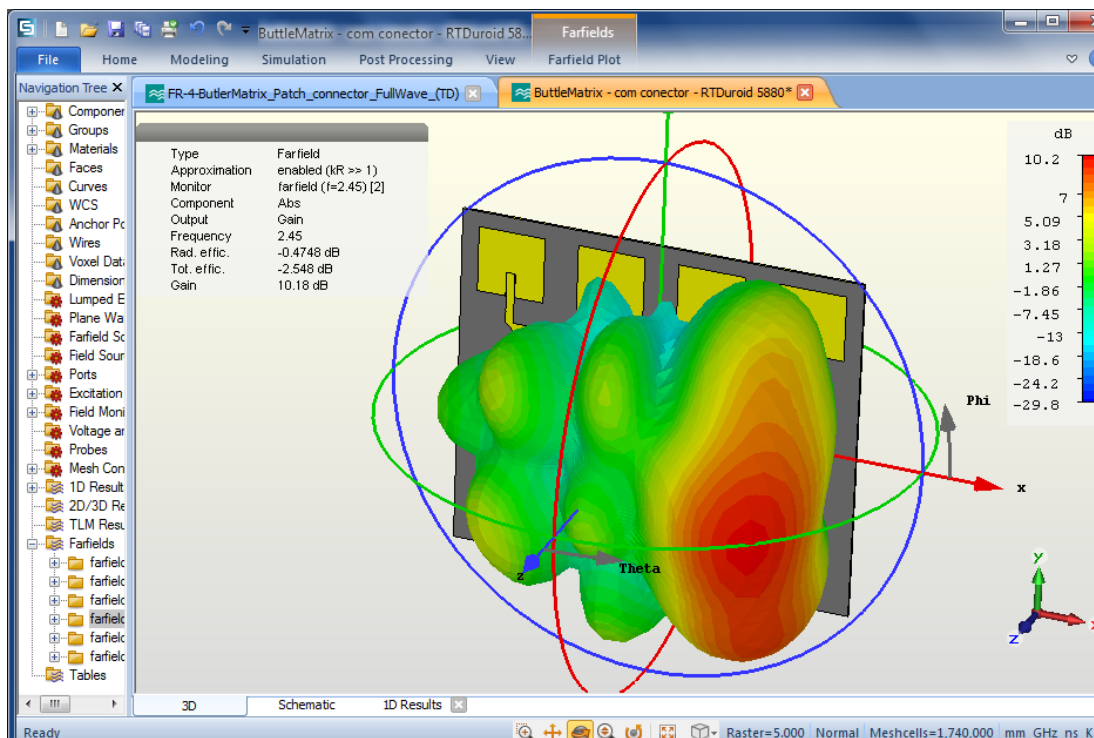 ButtleMatrix - com conector - RTDuroid 58...
Farfields
File
Home
Modeling
Simulation
Post Processing
View
Farfield Plot
Navigation Tree
FR-4-ButlerMatrix_Patch_connector_FullWave_(TD)
ButtleMatrix - com conector - RTDuroid 5880*
Componer
Groups
Materials
Faces
Curves
WCS
Anchor Po
Wires
Voxel Data
Dimension
Lumped E
Plane Wa
Farfield So
Field Sour
Ports
Excitation
Field Moni
Voltage an
Probes
Mesh Con
1D Result
2D/3D Re
TLM Resu
Farfields
farfield
farfield
farfield
farfield
farfield
farfield
Tables
Type Farfield
Approximation enabled (kR >> 1)
Monitor farfield (f=2.45) [2]
Component Abs
Output Gain
Frequency 2.45
Rad. effic. -0.4748 dB
Tot. effic. -2.548 dB
Gain 10.18 dB
dB
10.2
7
5.09
3.18
1.27
-1.86
-7.45
-13
-18.6
-24.2
-29.8
Phi
x
Theta
z
y
x
z
3D
Schematic
1D Results
Ready
Raster=5.000 Normal Meshcells=1,740,000 mm GHz ns K